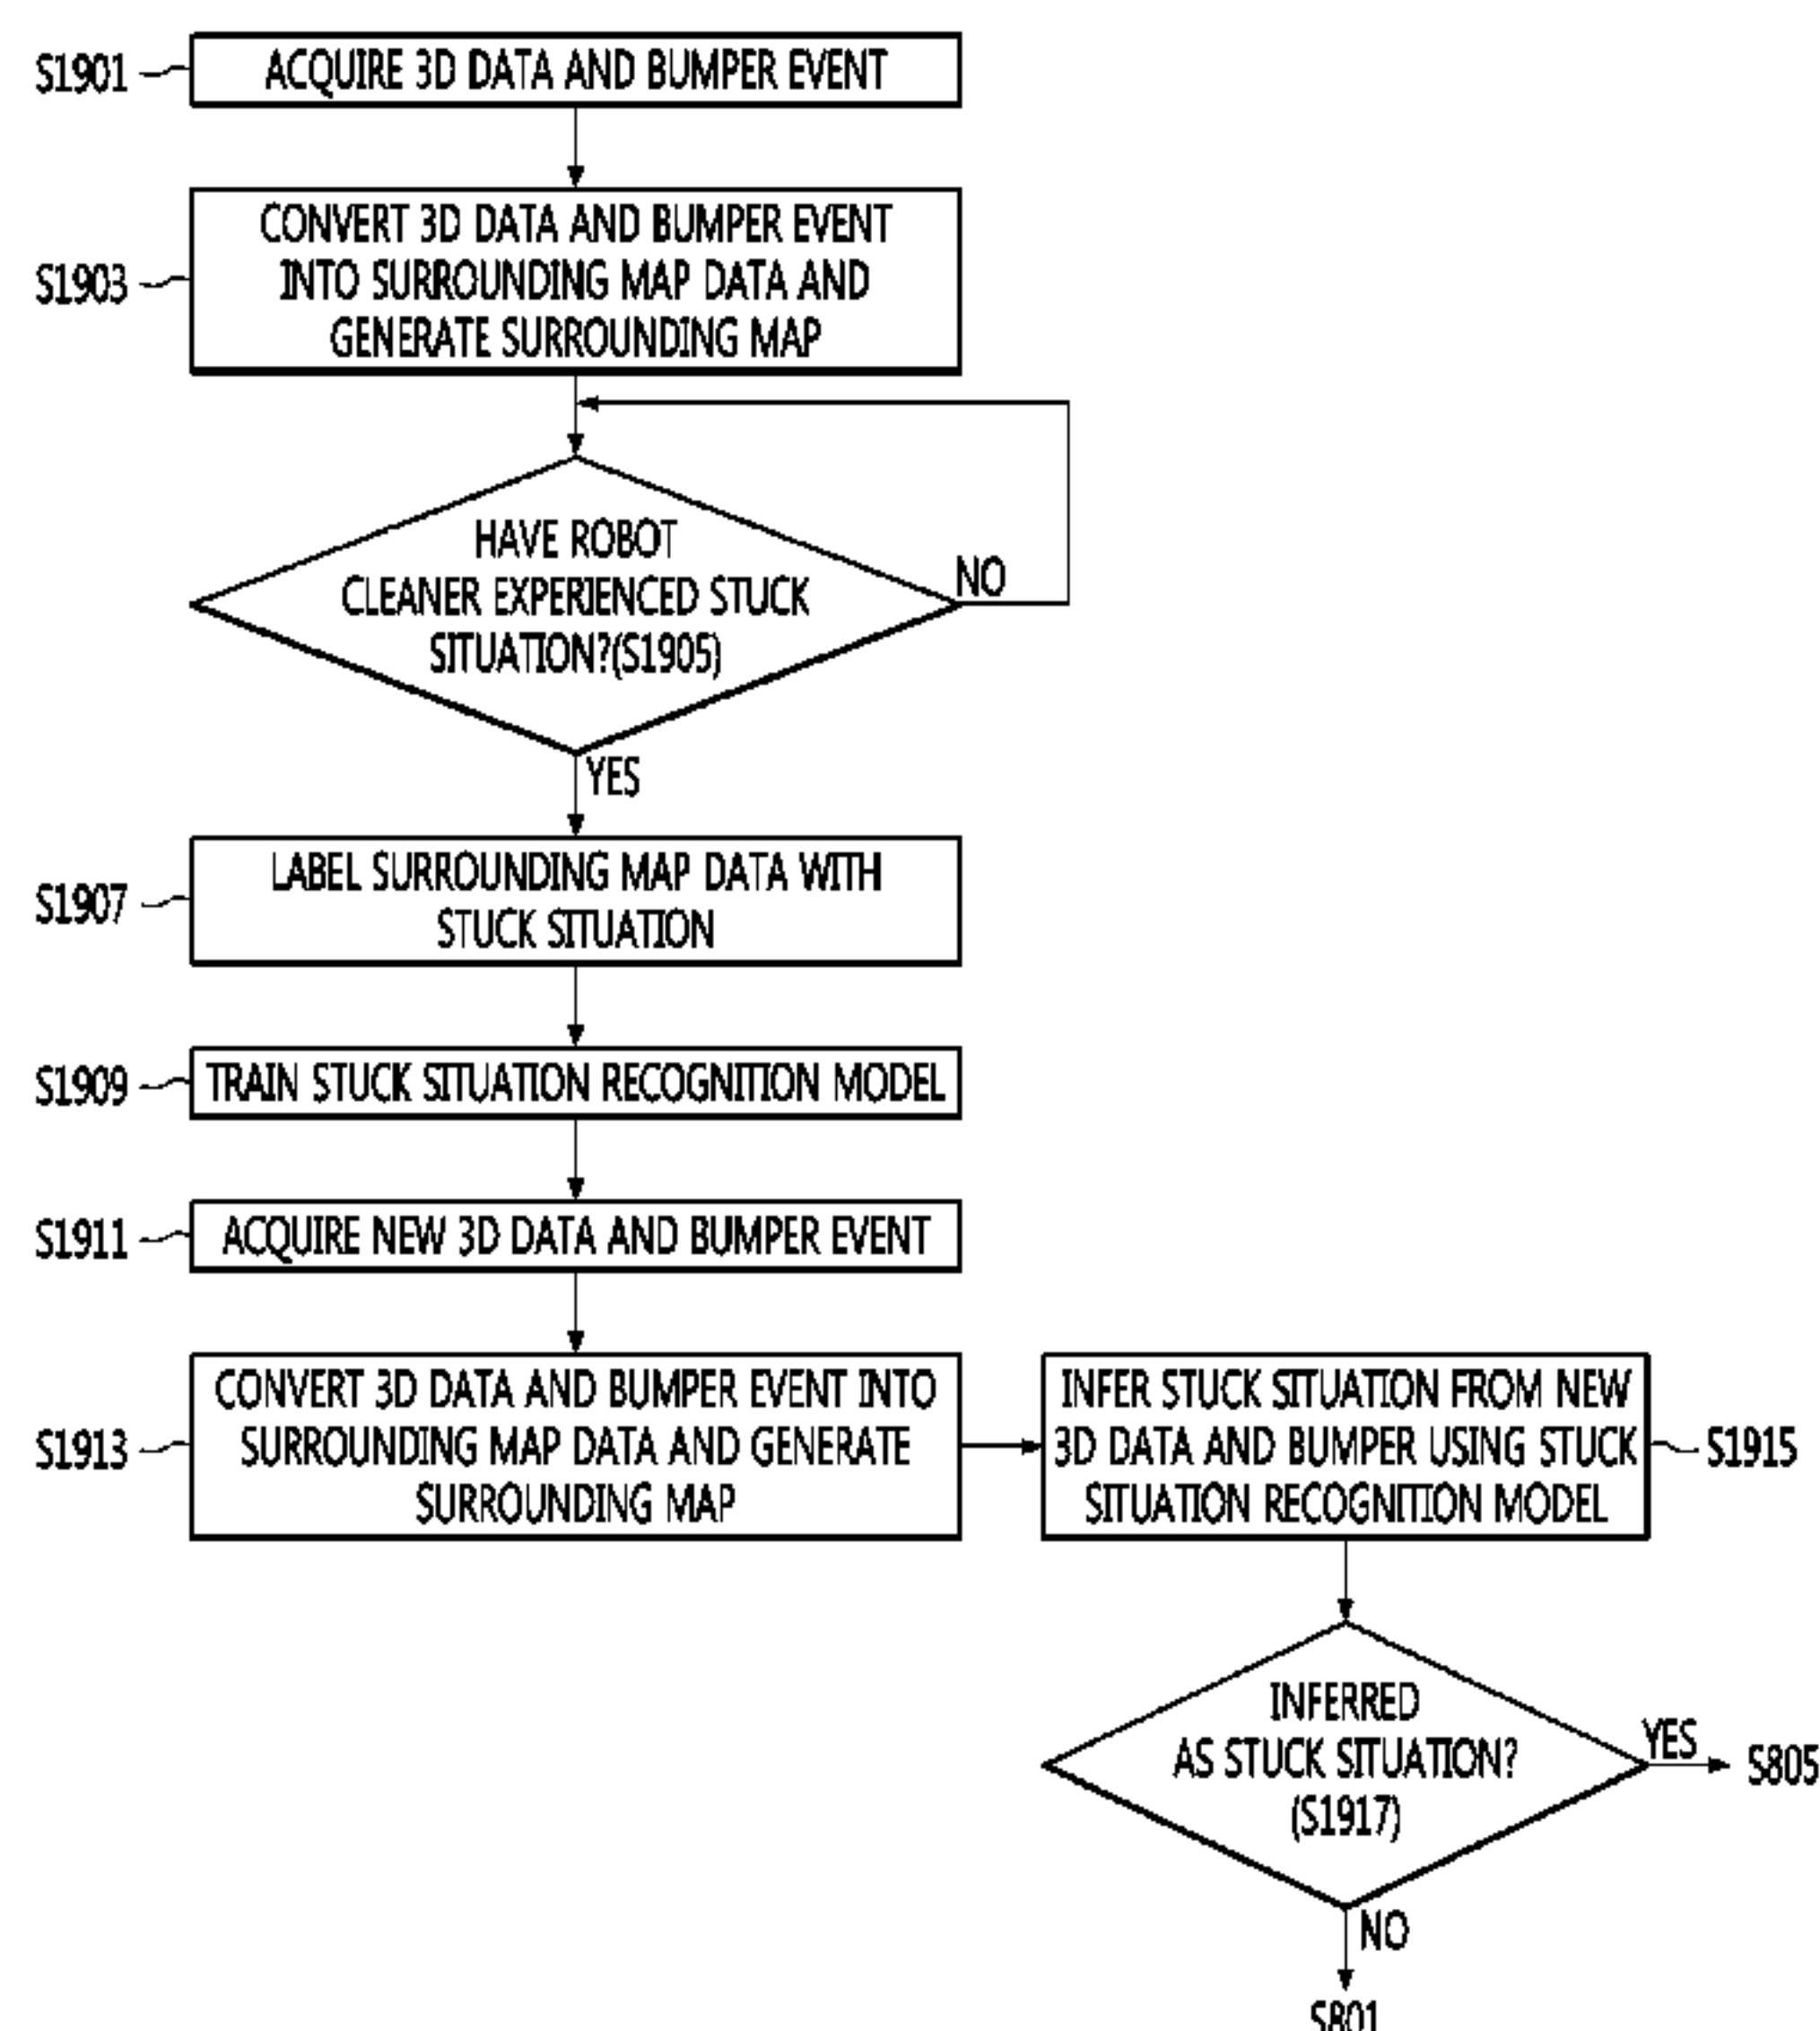 S1901
ACQUIRE 3D DATA AND BUMPER EVENT
S1903
CONVERT 3D DATA AND BUMPER EVENT
INTO SURROUNDING MAP DATA AND
GENERATE SURROUNDING MAP
HAVE ROBOT
CLEANER EXPERIENCED STUCK
SITUATION?(S1905)
NO
YES
S1907
LABEL SURROUNDING MAP DATA WITH
STUCK SITUATION
S1909
TRAIN STUCK SITUATION RECOGNITION MODEL
S1911
ACQUIRE NEW 3D DATA AND BUMPER EVENT
S1913
CONVERT 3D DATA AND BUMPER EVENT INTO
SURROUNDING MAP DATA AND GENERATE
SURROUNDING MAP
INFER STUCK SITUATION FROM NEW
3D DATA AND BUMPER USING STUCK
SITUATION RECOGNITION MODEL
S1915
INFERRED
AS STUCK SITUATION?
(S1917)
YES
S805
NO
S801